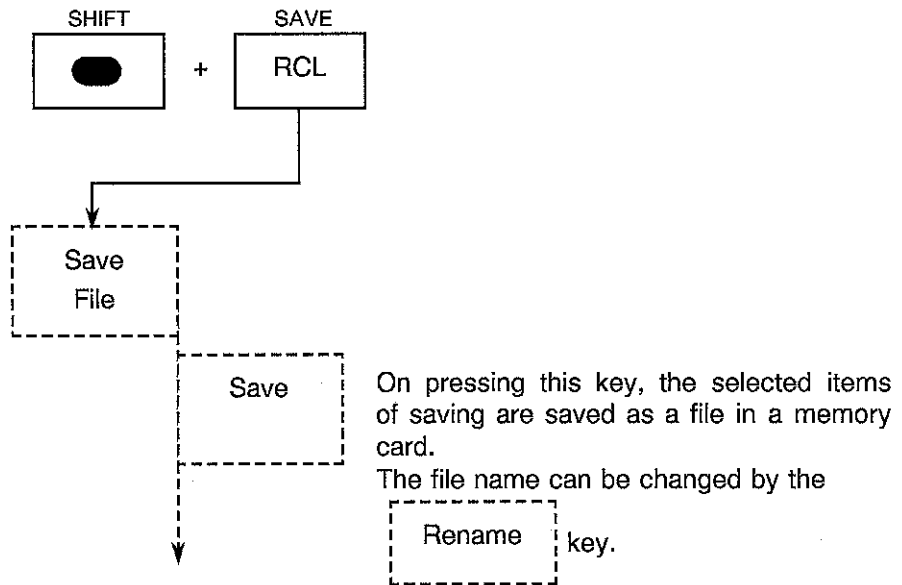 SHIFT SAVE
+ RCL
Save
File
Save
On pressing this key, the selected items
of saving are saved as a file in a memory
card.
The file name can be changed by the
Rename key.